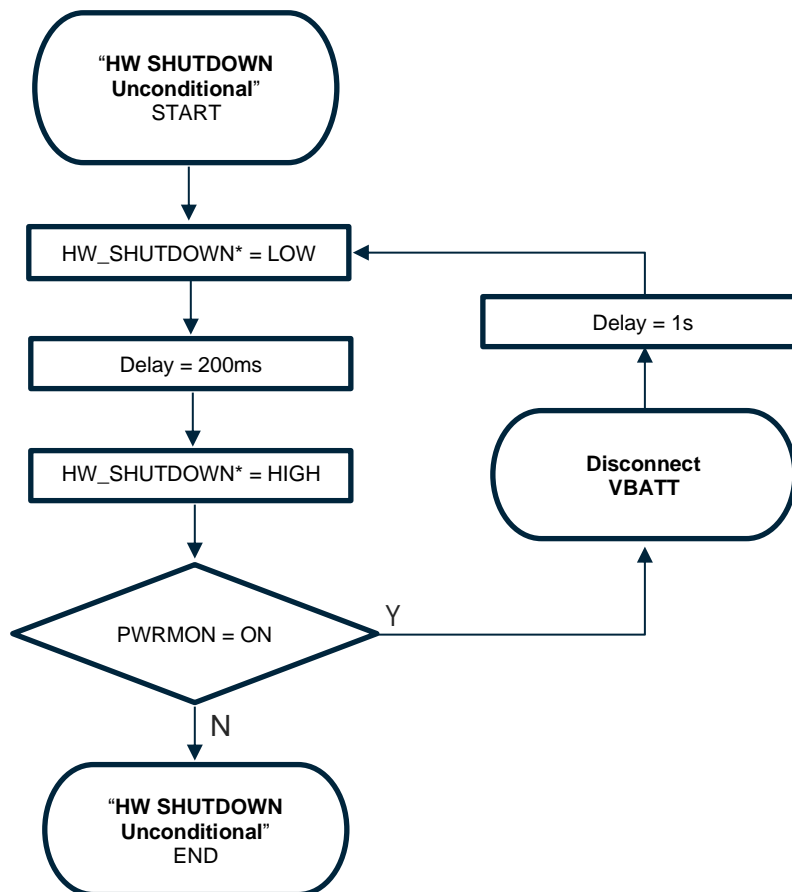 “HW SHUTDOWN
Unconditional”
START
HW_SHUTDOWN* = LOW
Delay = 200ms
HW_SHUTDOWN* = HIGH
PWRMON = ON
Y
N
Delay = 1s
Disconnect
VBATT
“HW SHUTDOWN
Unconditional”
END